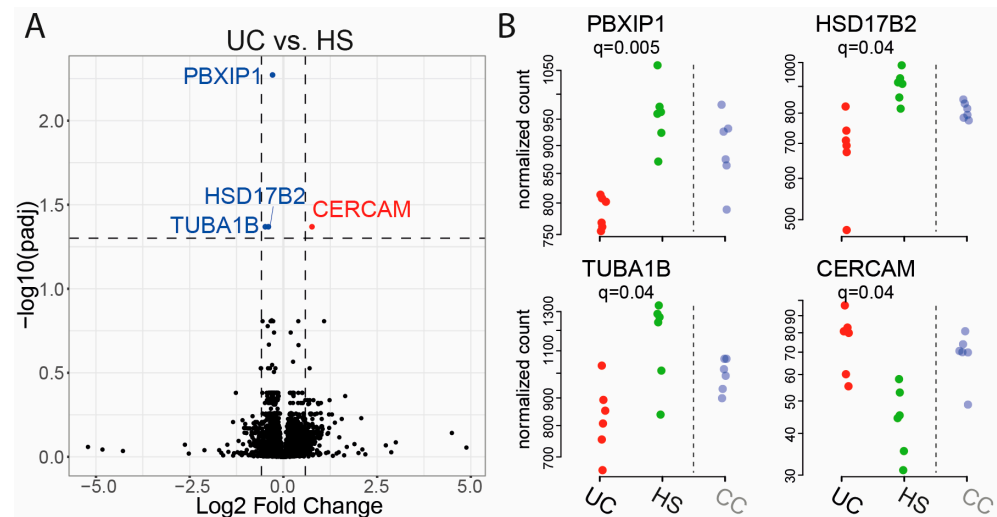 A
UC vs. HS
PBXIP1
HSD17B2
TUBA1B
CERCAM
−log10(padj)
2.0
1.5
1.0
0.5
0.0
−5.0 −2.5 0.0 2.5 5.0
Log2 Fold Change
B
PBXIP1
q=0.005
normalized count
1050
950
900
850
800
750
HSD17B2
q=0.04
1000
800
700
600
500
TUBA1B
q=0.04
normalized count
1300
1100
900
800
700
UC HS CC
CERCAM
q=0.04
90
80
70
60
50
40
30
UC HS CC